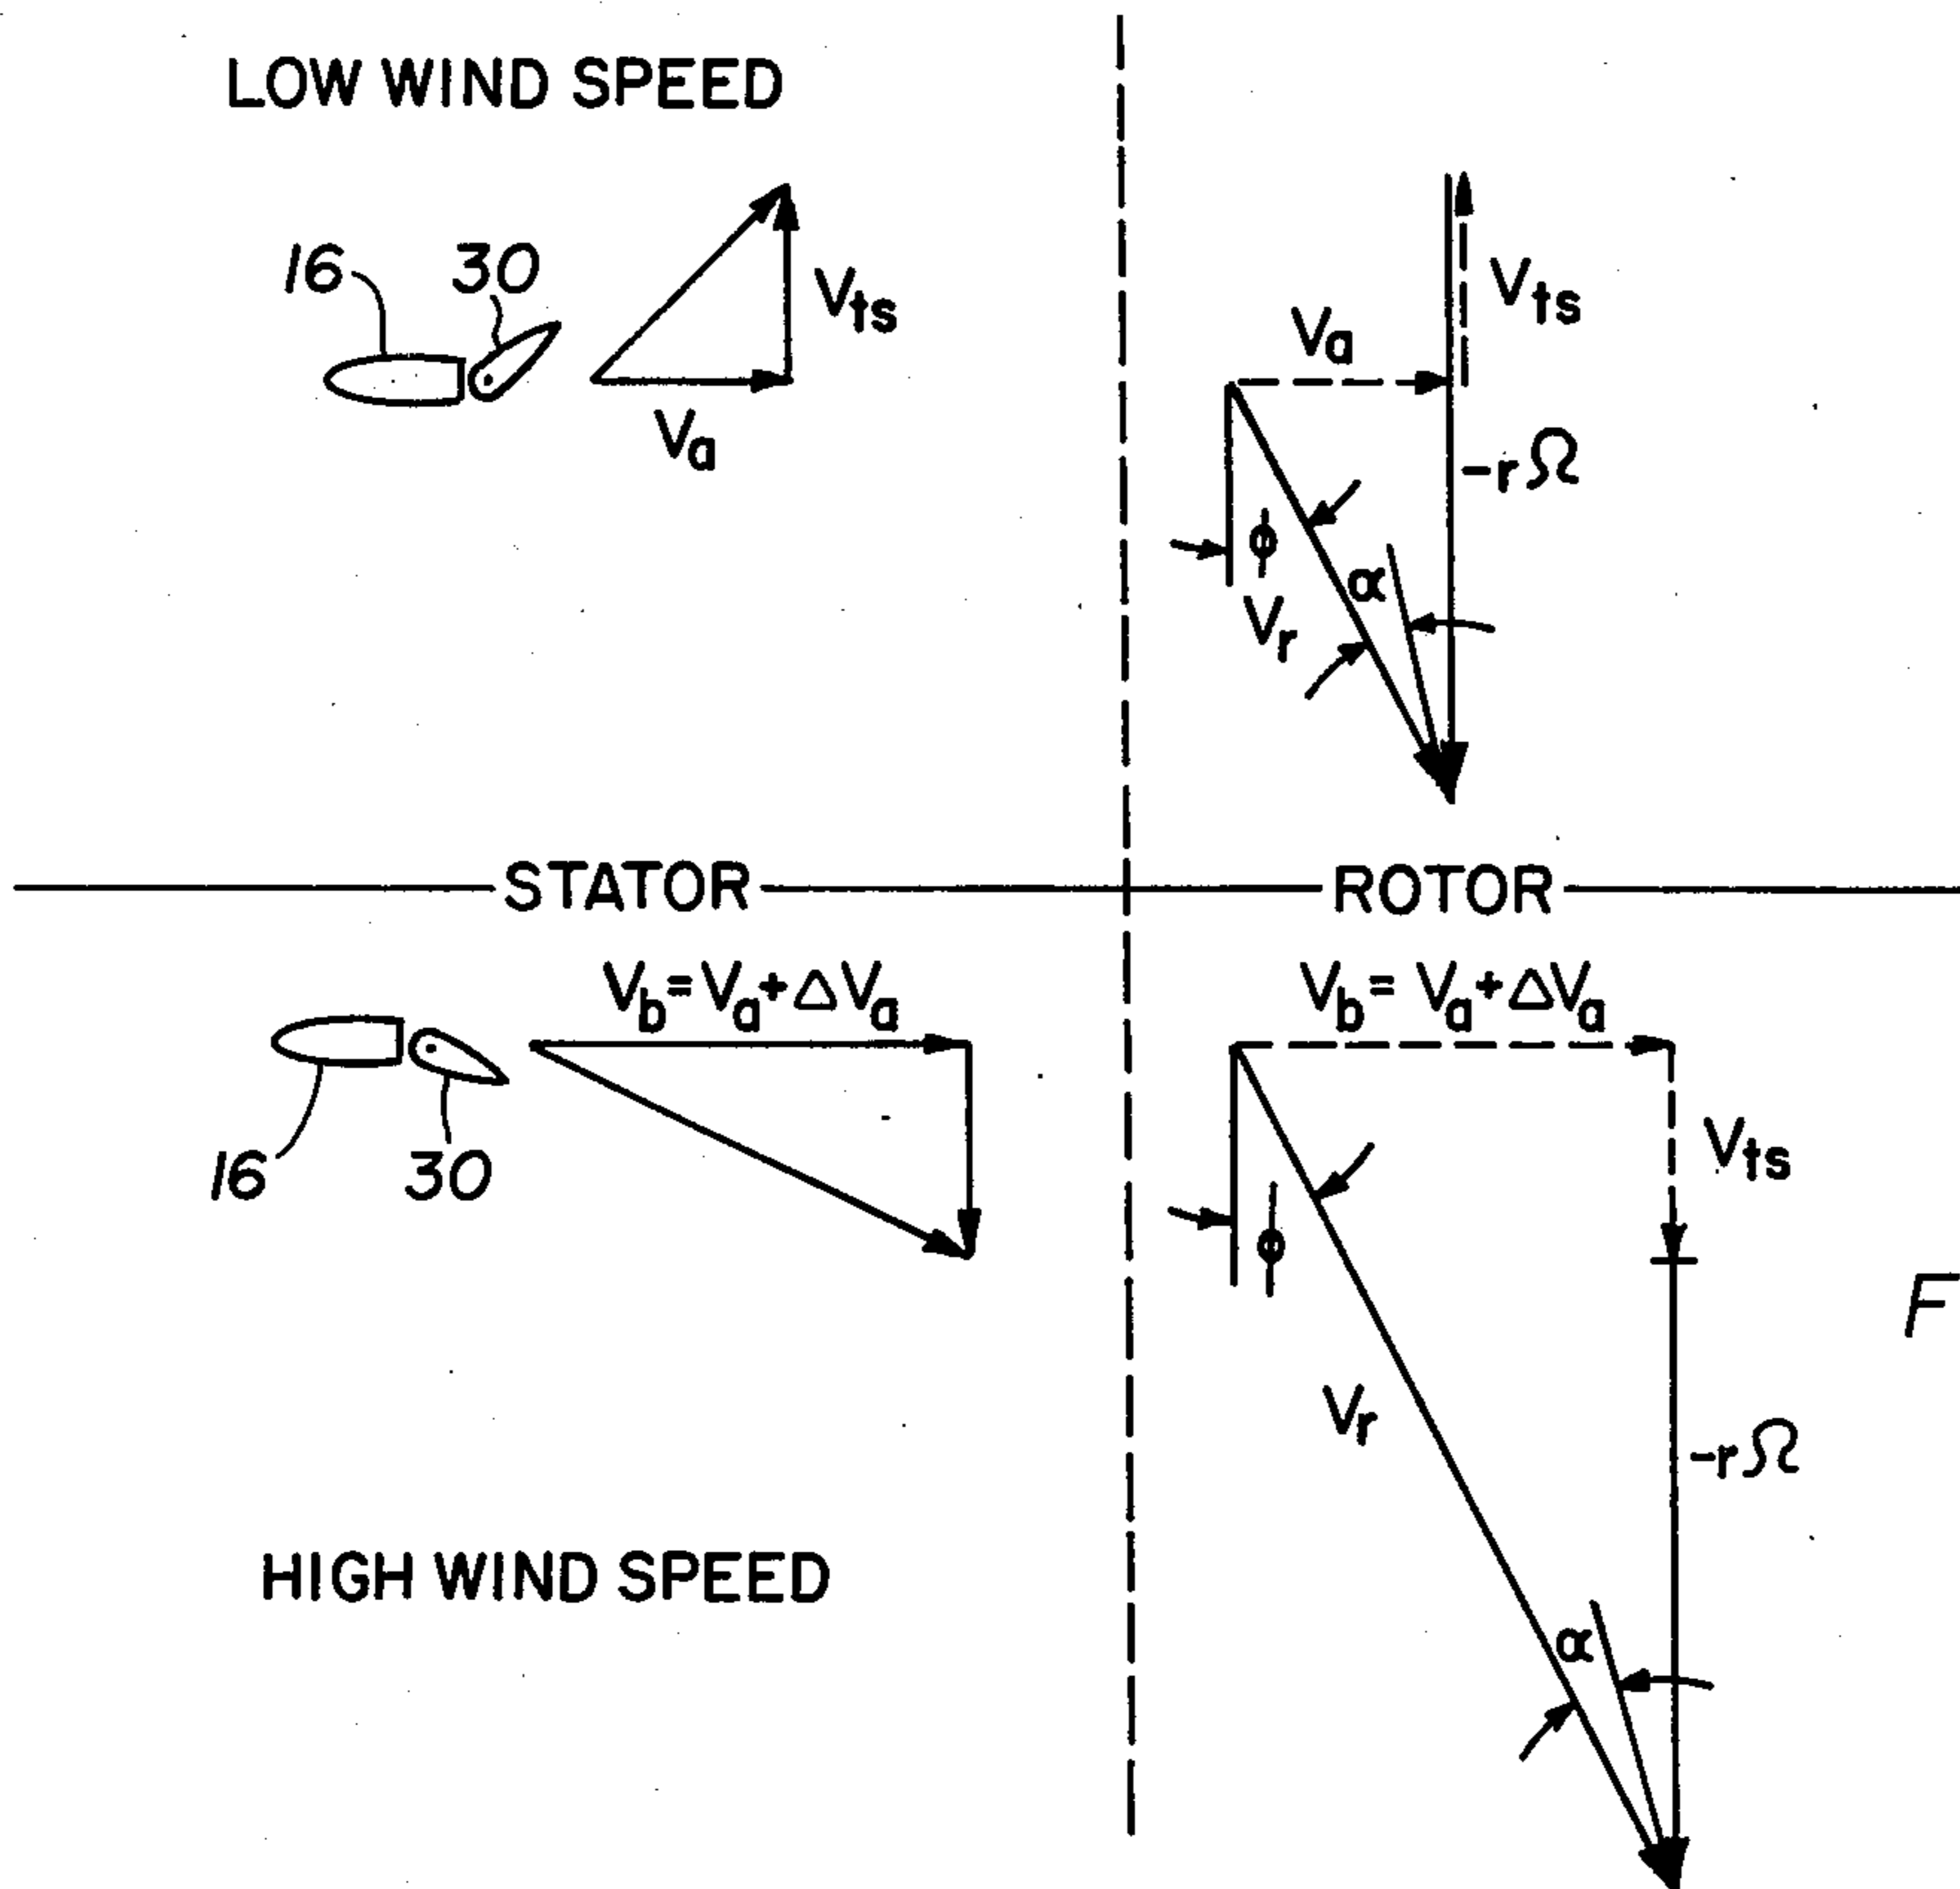 LOW WIND SPEED
16
30
Vts
Va
Va
Vts
-rΩ
ϕ
α
Vr
STATOR
ROTOR
Vb=Va+ΔVa
16
30
Vb= Va+ΔVa
Vts
ϕ
F
Vr
-rΩ
α
HIGH WIND SPEED